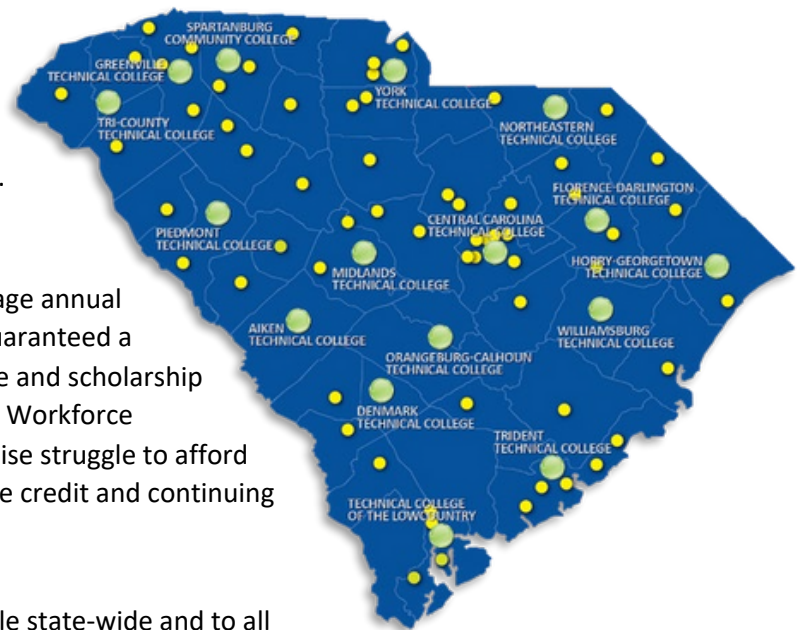 .
age annual
uaranteed a
e and scholarship
Workforce
ise struggle to afford
e credit and continuing
le state-wide and to all
SPARTANBURG
COMMUNITY COLLEGE
GREENVILLE
TECHNICAL COLLEGE
TRI-COUNTY
TECHNICAL COLLEGE
YORK
TECHNICAL COLLEGE
NORTHEASTERN
TECHNICAL COLLEGE
FLORENCE-DARLINGTON
TECHNICAL COLLEGE
PIEDMONT
TECHNICAL COLLEGE
CENTRAL CAROLINA
TECHNICAL COLLEGE
MIDLANDS
TECHNICAL COLLEGE
HORRY-GEORGETOWN
TECHNICAL COLLEGE
AIKEN
TECHNICAL COLLEGE
ORANGEBURG-CALHOUN
TECHNICAL COLLEGE
WILLIAMSBURG
TECHNICAL COLLEGE
DENMARK
TECHNICAL COLLEGE
TRIDENT
TECHNICAL COLLEGE
TECHNICAL COLLEGE
OF THE LOWCOUNTRY